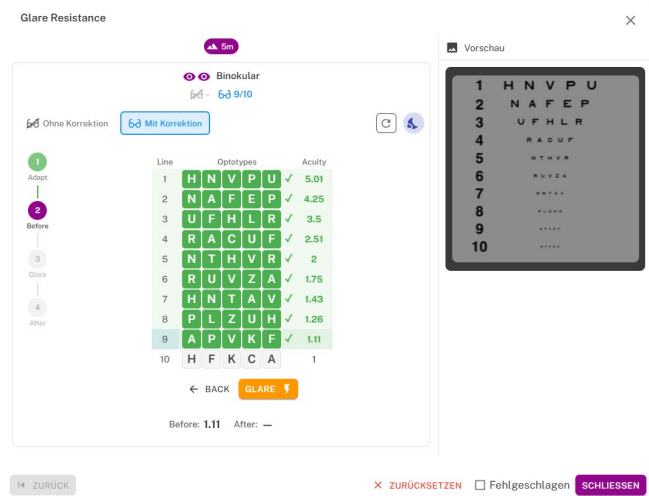 Glare Resistance
5m
Vorschau
Binokular
- 9/10
Ohne Korrektion
Mit Korrektion
1
Adapt
2
Before
3
Glare
4
After
Line Optotypes Acuity
1 H N V P U ✓ 5.01
2 N A F E P ✓ 4.25
3 U F H L R ✓ 3.5
4 R A C U F ✓ 2.51
5 N T H V R ✓ 2
6 R U V Z A ✓ 1.75
7 H N T A V ✓ 1.43
8 P L Z U H ✓ 1.26
9 A P V K F ✓ 1.11
10 H F K C A 1
← BACK
GLARE
Before: 1.11 After: —
1 H N V P U
2 N A F E P
3 U F H L R
4 R A C U F
5 N T H V R
6 R U V Z A
7
8
9
10
ZURÜCK
ZURÜCKSETZEN
Fehlgeschlagen
SCHLIESSEN